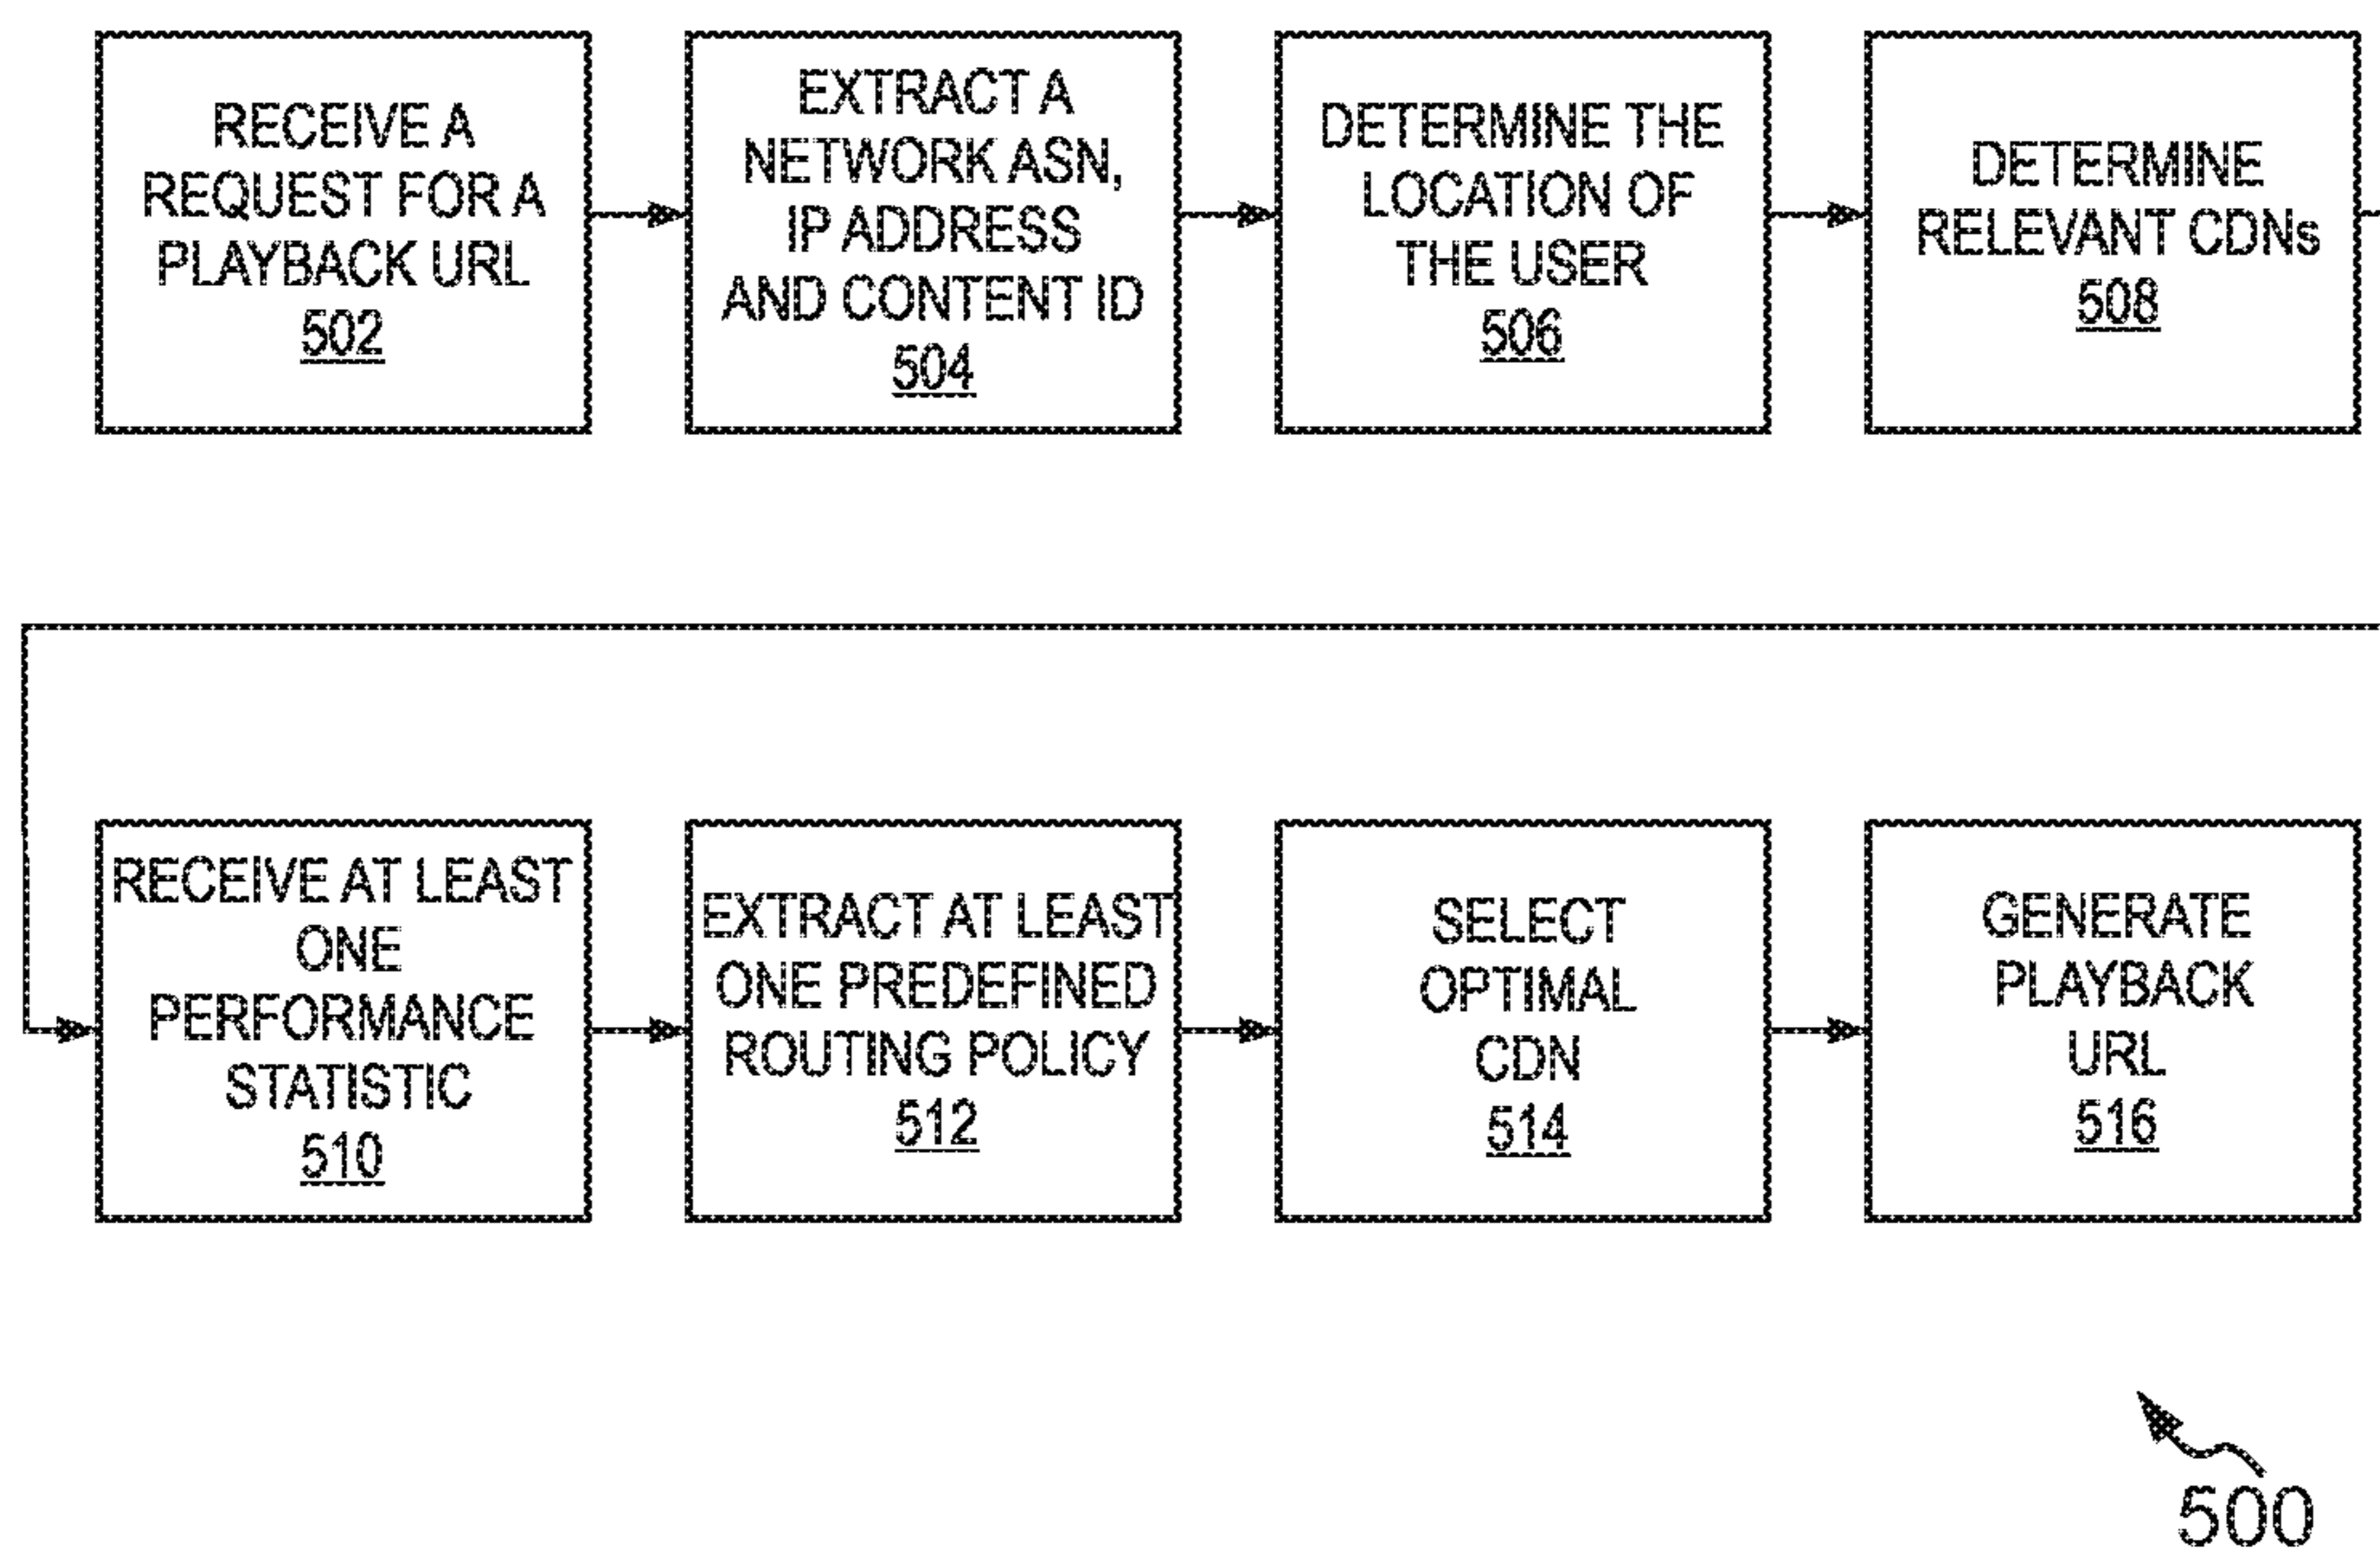 RECEIVE A
REQUEST FOR A
PLAYBACK URL
502
EXTRACT A
NETWORK ASN,
IP ADDRESS
AND CONTENT ID
504
DETERMINE THE
LOCATION OF
THE USER
506
DETERMINE
RELEVANT CDNs
508
RECEIVE AT LEAST
ONE
PERFORMANCE
STATISTIC
510
EXTRACT AT LEAST
ONE PREDEFINED
ROUTING POLICY
512
SELECT
OPTIMAL
CDN
514
GENERATE
PLAYBACK
URL
516
500